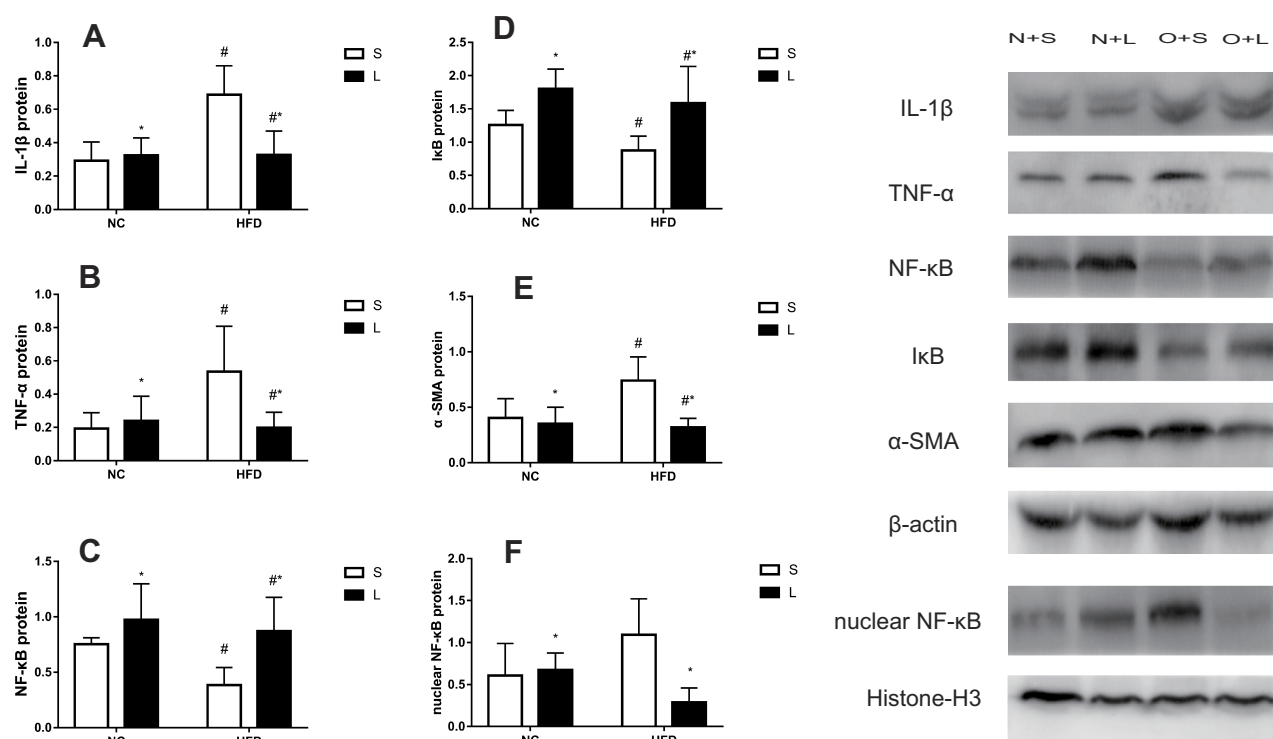 A
IL-1β protein
1.0
0.8
0.6
0.4
0.2
0.0
*
#
#*
NC
HFD
S
L
B
TNF-α protein
1.0
0.8
0.6
0.4
0.2
0.0
*
#
#*
NC
HFD
S
L
C
NF-κB protein
1.5
1.0
0.5
0.0
*
#
#*
S
L
D
IκB protein
2.5
2.0
1.5
1.0
0.5
0.0
*
#
#*
NC
HFD
S
L
E
α -SMA protein
1.5
1.0
0.5
0.0
*
#
#*
NC
HFD
S
L
F
nuclear NF-κB protein
2.0
1.5
1.0
0.5
0.0
*
*
NC
HFD
S
L
N+S N+L O+S O+L
IL-1β
TNF-α
NF-κB
IκB
α-SMA
β-actin
nuclear NF-κB
Histone-H3